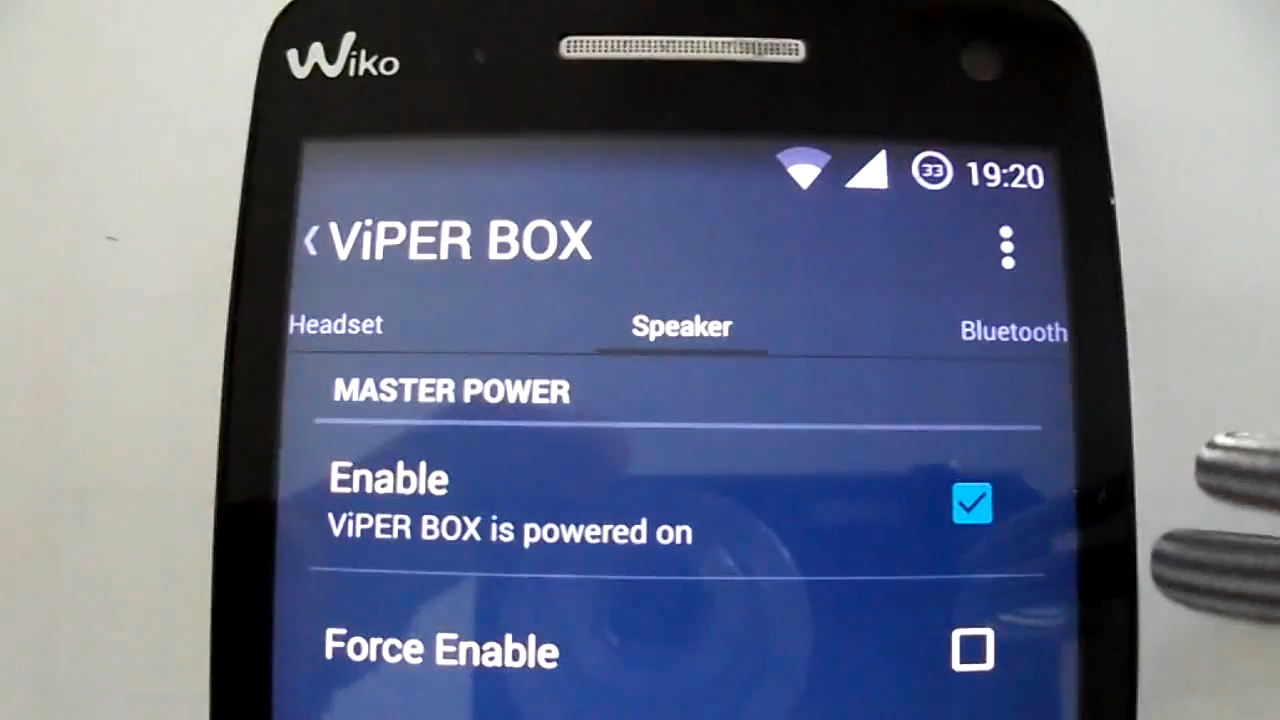 Wiko
33 19:20
ViPER BOX
Headset Speaker Bluetooth
MASTER POWER
Enable
ViPER BOX is powered on
Force Enable